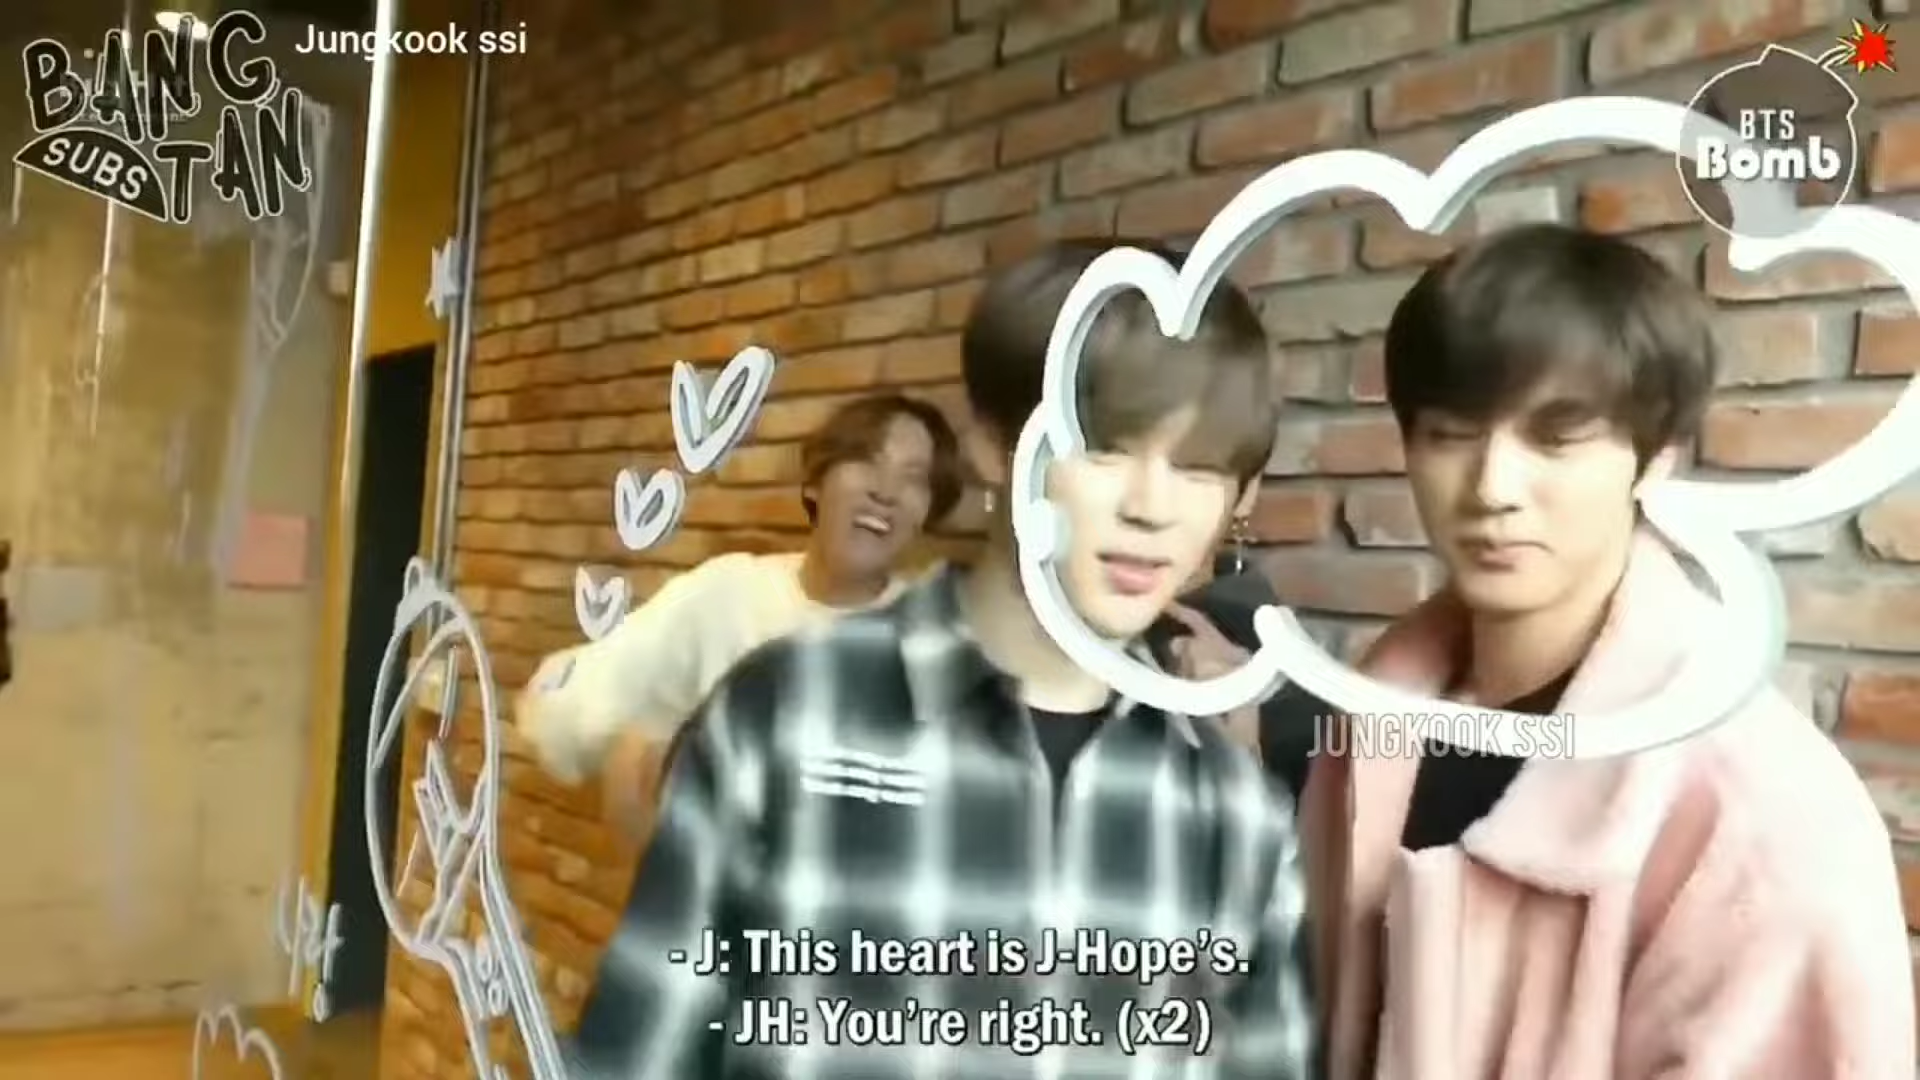 Jungkook ssi
BANG
TAN
SUBS
BTS
Bomb
JUNGKOOK SSI
- J: This heart is J-Hope's.
- JH: You're right. (x2)